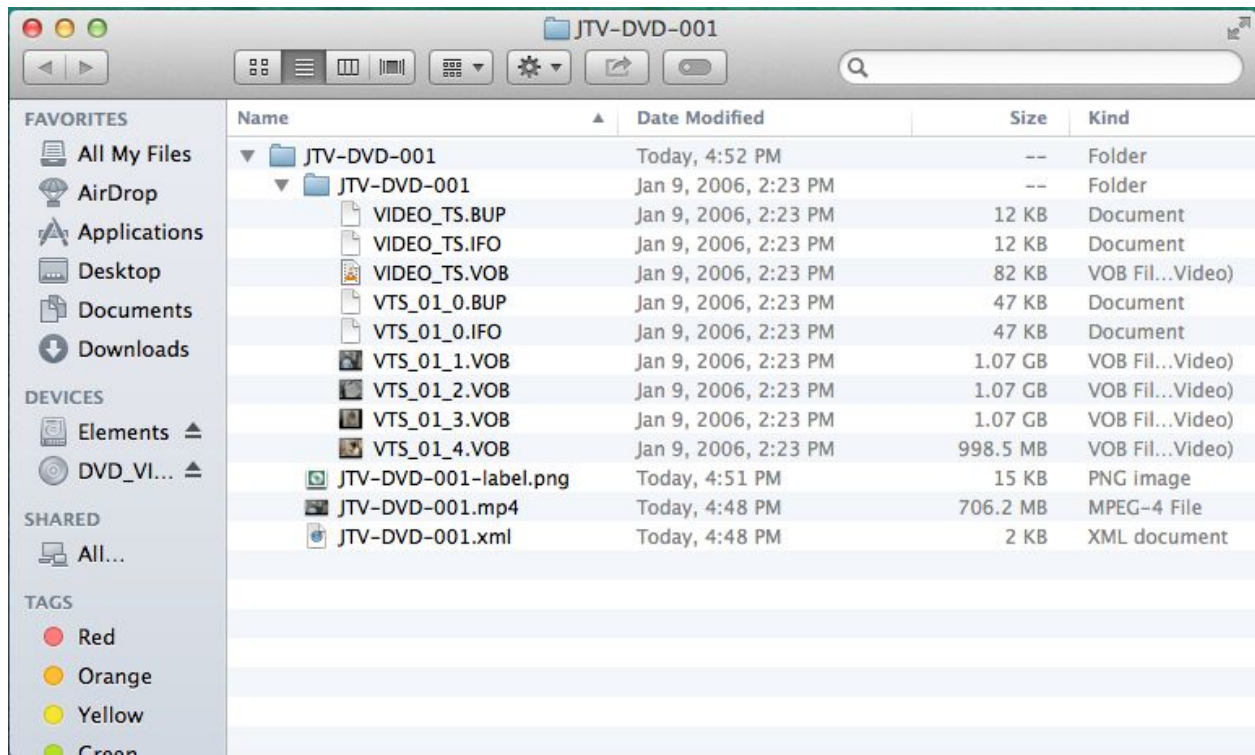 JTV-DVD-001
FAVORITES
All My Files
AirDrop
Applications
Desktop
Documents
Downloads
DEVICES
Elements
DVD_VI...
SHARED
All...
TAGS
Red
Orange
Yellow
Green
Name Date Modified Size Kind
JTV-DVD-001 Today, 4:52 PM -- Folder
JTV-DVD-001 Jan 9, 2006, 2:23 PM -- Folder
VIDEO_TS.BUP Jan 9, 2006, 2:23 PM 12 KB Document
VIDEO_TS.IFO Jan 9, 2006, 2:23 PM 12 KB Document
VIDEO_TS.VOB Jan 9, 2006, 2:23 PM 82 KB VOB Fil...Video)
VTS_01_0.BUP Jan 9, 2006, 2:23 PM 47 KB Document
VTS_01_0.IFO Jan 9, 2006, 2:23 PM 47 KB Document
VTS_01_1.VOB Jan 9, 2006, 2:23 PM 1.07 GB VOB Fil...Video)
VTS_01_2.VOB Jan 9, 2006, 2:23 PM 1.07 GB VOB Fil...Video)
VTS_01_3.VOB Jan 9, 2006, 2:23 PM 1.07 GB VOB Fil...Video)
VTS_01_4.VOB Jan 9, 2006, 2:23 PM 998.5 MB VOB Fil...Video)
JTV-DVD-001-label.png Today, 4:51 PM 15 KB PNG image
JTV-DVD-001.mp4 Today, 4:48 PM 706.2 MB MPEG-4 File
JTV-DVD-001.xml Today, 4:48 PM 2 KB XML document